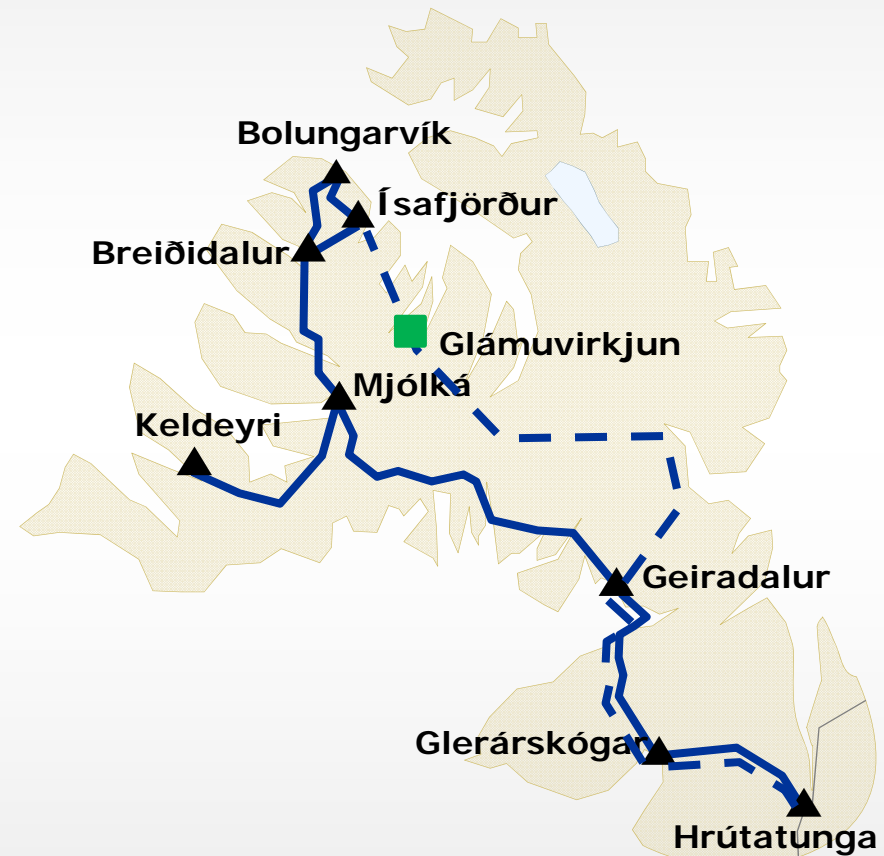 Bolungarvík
Ísafjörður
Breiðidalur
Glámuvirkjun
Mjólká
Keldeyri
Geiradalur
Glerárskógar
Hrútatunga